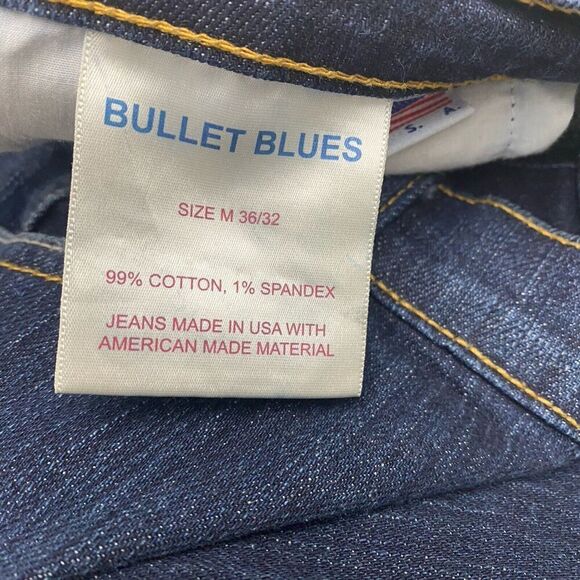 BULLET BLUES
SIZE M 36/32
99% COTTON, 1% SPANDEX
JEANS MADE IN USA WITH
AMERICAN MADE MATERIAL
S. A.